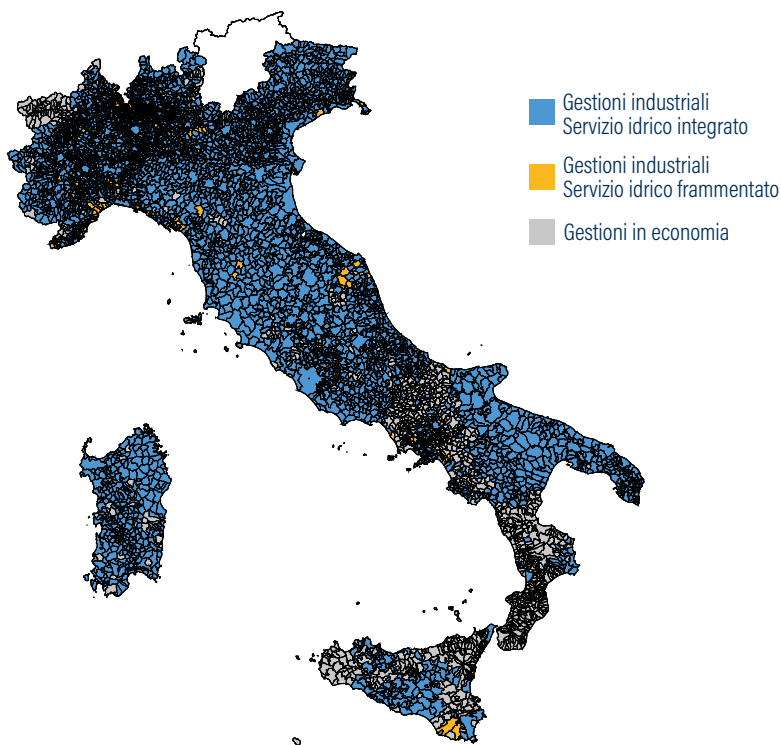 Gestioni industriali
Servizio idrico integrato
Gestioni industriali
Servizio idrico frammentato
Gestioni in economia